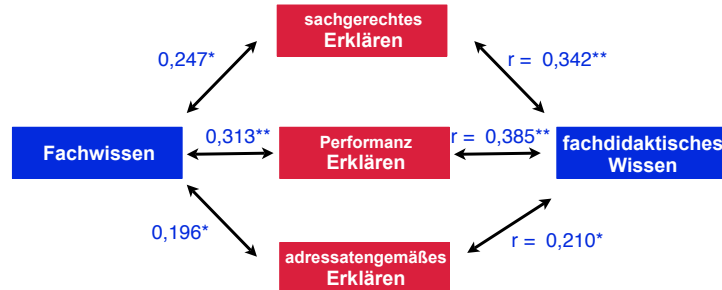 sachgerechtes
Erklären
0,247*
r = 0,342**
Fachwissen
0,313**
Performanz
Erklären
r = 0,385**
fachdidaktisches
Wissen
0,196*
r = 0,210*
adressatengemäßes
Erklären